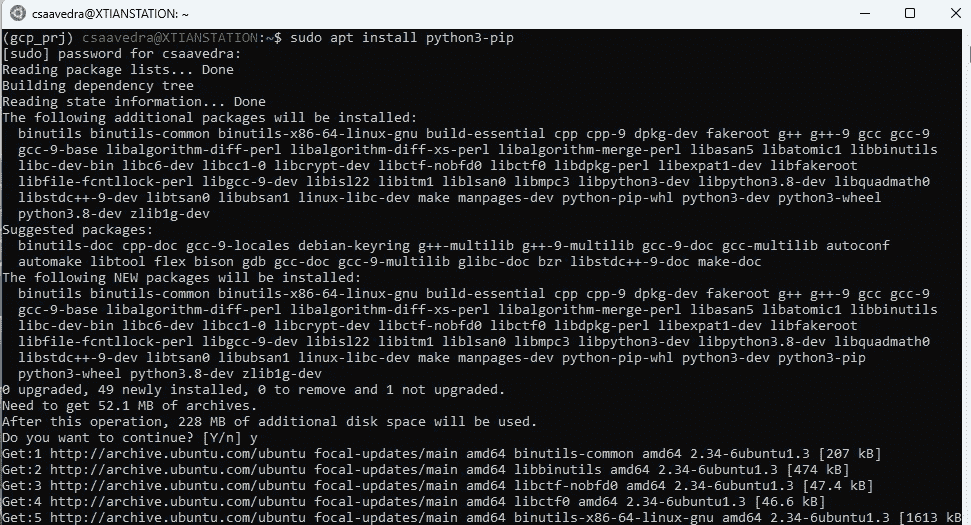 csaavedra@XTIANSTATION: ~
(gcp_prj) csaavedra@XTIANSTATION:~$ sudo apt install python3-pip
[sudo] password for csaavedra:
Reading package lists... Done
Building dependency tree
Reading state information... Done
The following additional packages will be installed:
  binutils binutils-common binutils-x86-64-linux-gnu build-essential cpp cpp-9 dpkg-dev fakeroot g++ g++-9 gcc gcc-9
  gcc-9-base libalgorithm-diff-perl libalgorithm-diff-xs-perl libalgorithm-merge-perl libasan5 libatomic1 libbinutils
  libc-dev-bin libc6-dev libcc1-0 libcrypt-dev libctf-nobfd0 libctf0 libdpkg-perl libexpat1-dev libfakeroot
  libfile-fcntllock-perl libgcc-9-dev libisl22 libitm1 liblsan0 libmpc3 libpython3-dev libpython3.8-dev libquadmath0
  libstdc++-9-dev libtsan0 libubsan1 linux-libc-dev make manpages-dev python-pip-whl python3-dev python3-wheel
  python3.8-dev zlib1g-dev
Suggested packages:
  binutils-doc cpp-doc gcc-9-locales debian-keyring g++-multilib g++-9-multilib gcc-9-doc gcc-multilib autoconf
  automake libtool flex bison gdb gcc-doc gcc-9-multilib glibc-doc bzr libstdc++-9-doc make-doc
The following NEW packages will be installed:
  binutils binutils-common binutils-x86-64-linux-gnu build-essential cpp cpp-9 dpkg-dev fakeroot g++ g++-9 gcc gcc-9
  gcc-9-base libalgorithm-diff-perl libalgorithm-diff-xs-perl libalgorithm-merge-perl libasan5 libatomic1 libbinutils
  libc-dev-bin libc6-dev libcc1-0 libcrypt-dev libctf-nobfd0 libctf0 libdpkg-perl libexpat1-dev libfakeroot
  libfile-fcntllock-perl libgcc-9-dev libisl22 libitm1 liblsan0 libmpc3 libpython3-dev libpython3.8-dev libquadmath0
  libstdc++-9-dev libtsan0 libubsan1 linux-libc-dev make manpages-dev python-pip-whl python3-dev python3-pip
  python3-wheel python3.8-dev zlib1g-dev
0 upgraded, 49 newly installed, 0 to remove and 1 not upgraded.
Need to get 52.1 MB of archives.
After this operation, 228 MB of additional disk space will be used.
Do you want to continue? [Y/n] y
Get:1 http://archive.ubuntu.com/ubuntu focal-updates/main amd64 binutils-common amd64 2.34-6ubuntu1.3 [207 kB]
Get:2 http://archive.ubuntu.com/ubuntu focal-updates/main amd64 libbinutils amd64 2.34-6ubuntu1.3 [474 kB]
Get:3 http://archive.ubuntu.com/ubuntu focal-updates/main amd64 libctf-nobfd0 amd64 2.34-6ubuntu1.3 [47.4 kB]
Get:4 http://archive.ubuntu.com/ubuntu focal-updates/main amd64 libctf0 amd64 2.34-6ubuntu1.3 [46.6 kB]
Get:5 http://archive.ubuntu.com/ubuntu focal-updates/main amd64 binutils-x86-64-linux-gnu amd64 2.34-6ubuntu1.3 [1613 kB